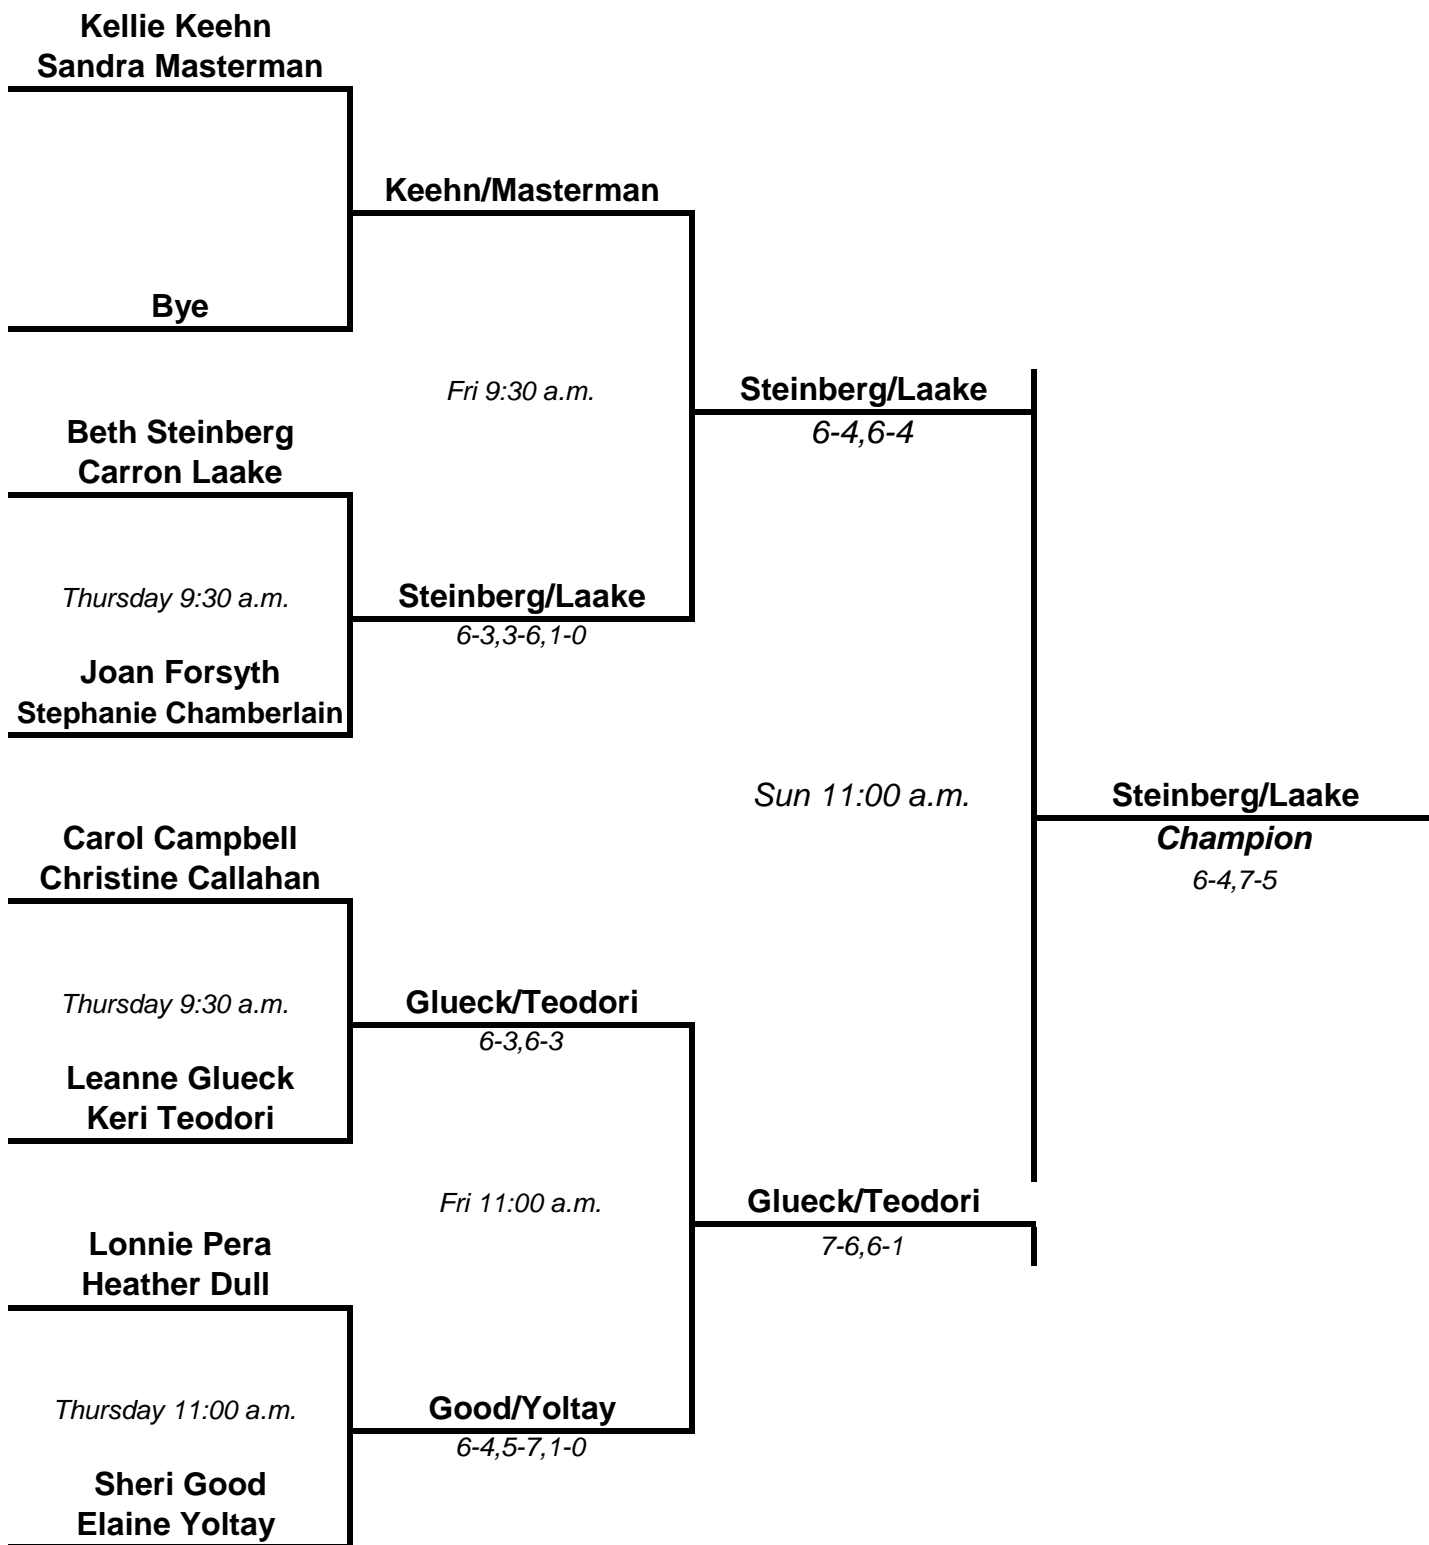 Kellie Keehn
Sandra Masterman
Keehn/Masterman
Bye
Fri 9:30 a.m.
Steinberg/Laake
6-4,6-4
Beth Steinberg
Carron Laake
Thursday 9:30 a.m.
Steinberg/Laake
6-3,3-6,1-0
Joan Forsyth
Stephanie Chamberlain
Sun 11:00 a.m.
Steinberg/Laake
Champion
6-4,7-5
Carol Campbell
Christine Callahan
Thursday 9:30 a.m.
Glueck/Teodori
6-3,6-3
Leanne Glueck
Keri Teodori
Fri 11:00 a.m.
Glueck/Teodori
7-6,6-1
Lonnie Pera
Heather Dull
Thursday 11:00 a.m.
Good/Yoltay
6-4,5-7,1-0
Sheri Good
Elaine Yoltay